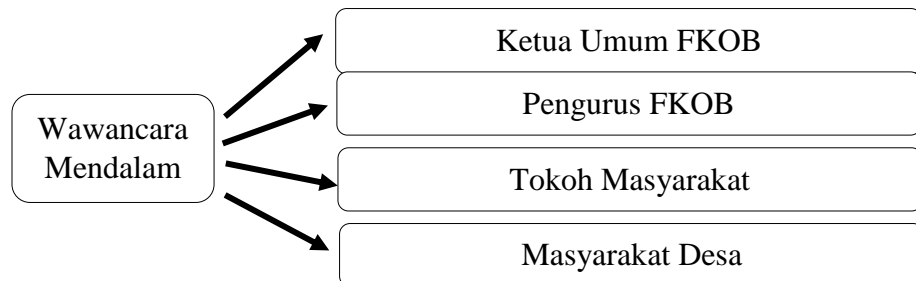 Wawancara
Mendalam
Ketua Umum FKOB
Pengurus FKOB
Tokoh Masyarakat
Masyarakat Desa